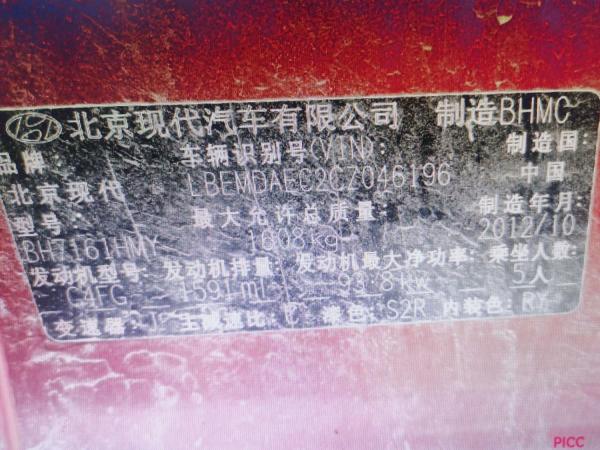 北京现代汽车有限公司 制造BHMC
品牌: 车辆识别号(VIN): 制造国:
北京现代 LBEMDAEC2CZ046196 中国
型号: 最大允许总质量: 制造年月:
BH7161HMY 1608kg 2012/10
发动机型号: 发动机排量: 发动机最大净功率: 乘坐人数:
G4FG 1591ml 93.8kw 5人
变速器: 主减速比: 漆色: S2R 内装色: RY
PICC